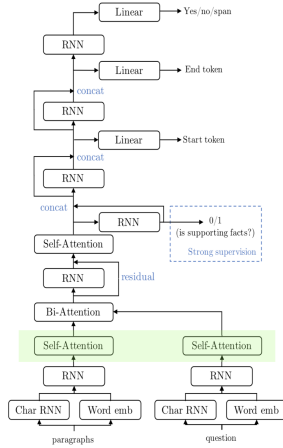 Linear
Yes/no/span
RNN
Linear
End token
concat
RNN
Linear
Start token
concat
RNN
concat
RNN
0/1
(is supporting facts?)
Strong supervision
Self-Attention
RNN
residual
Bi-Attention
Self-Attention
Self-Attention
RNN
RNN
Char RNN
Word emb
Char RNN
Word emb
paragraphs
question